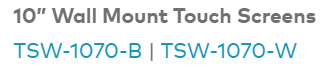 10” Wall Mount Touch Screens
TSW-1070-B | TSW-1070-W